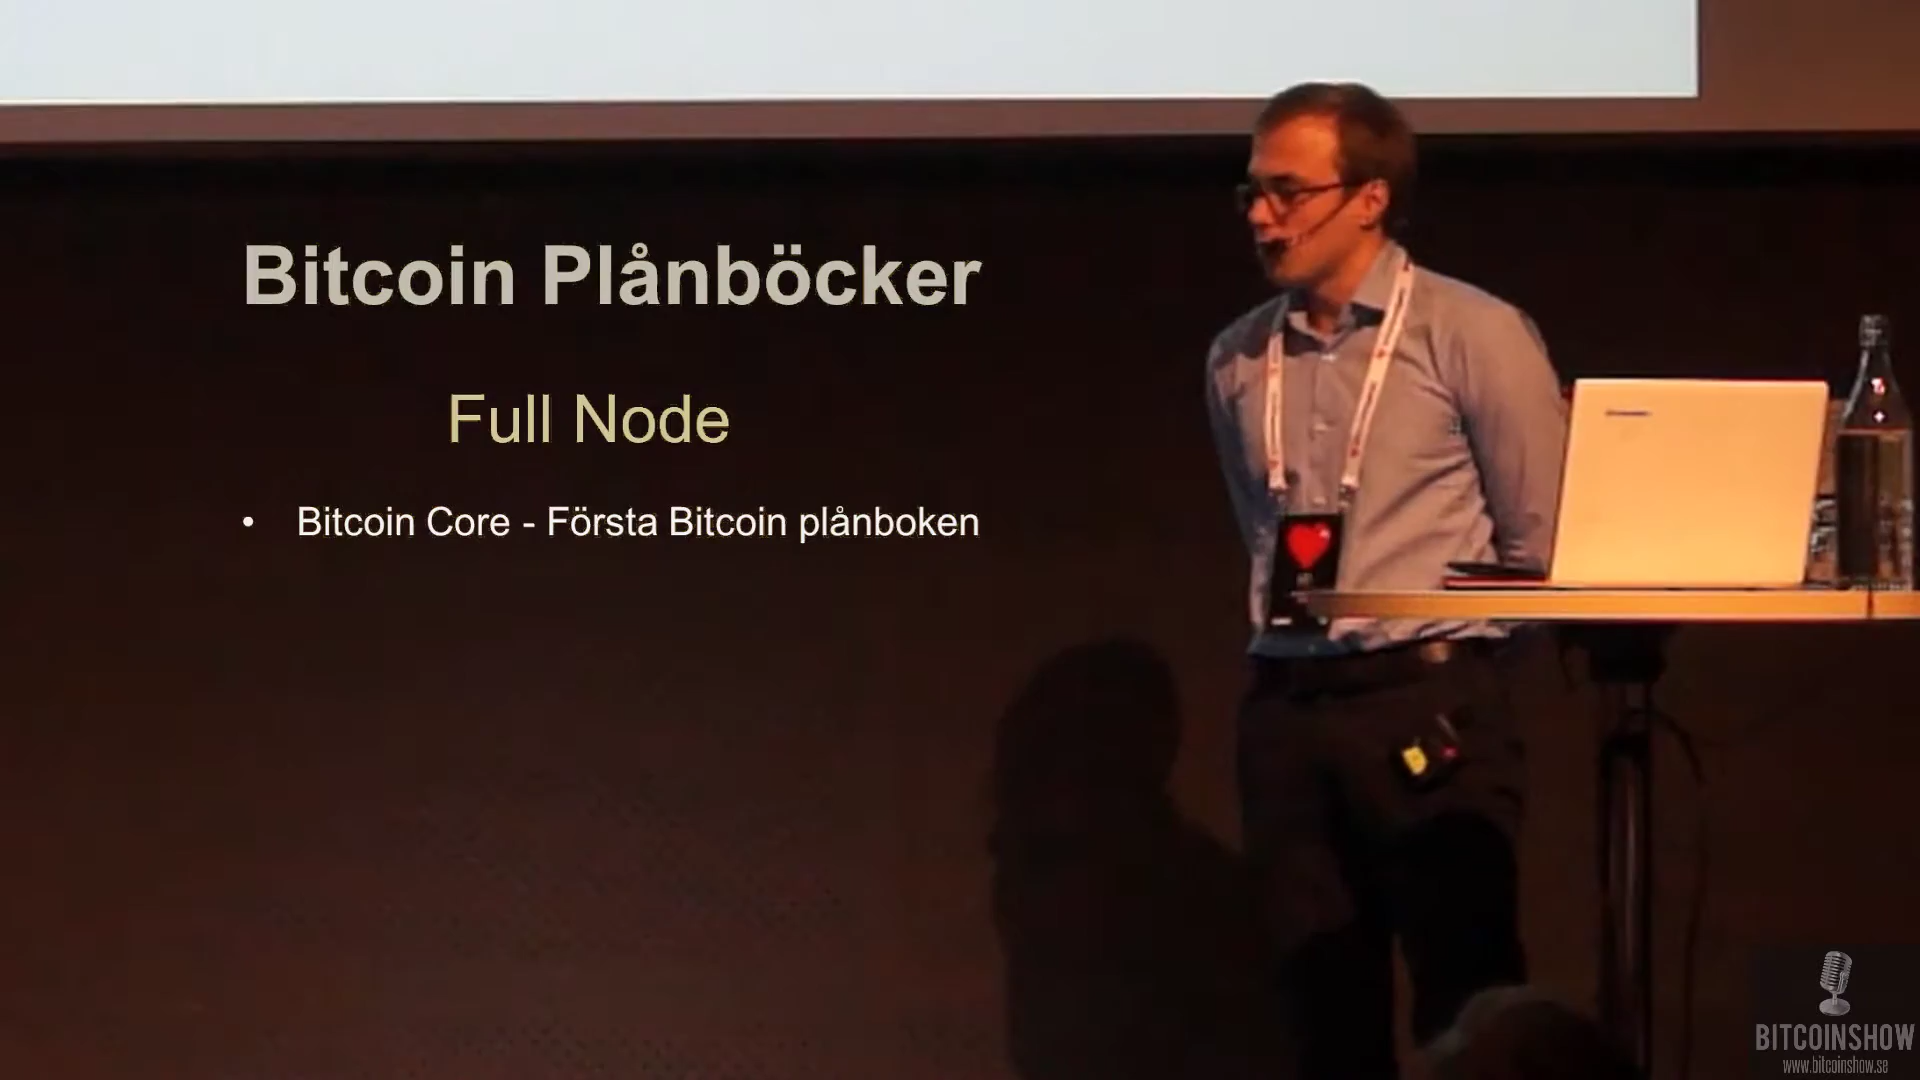 Bitcoin Plånböcker
Full Node
• Bitcoin Core - Första Bitcoin plånboken
BITCOINSHOW
www.bitcoinshow.se